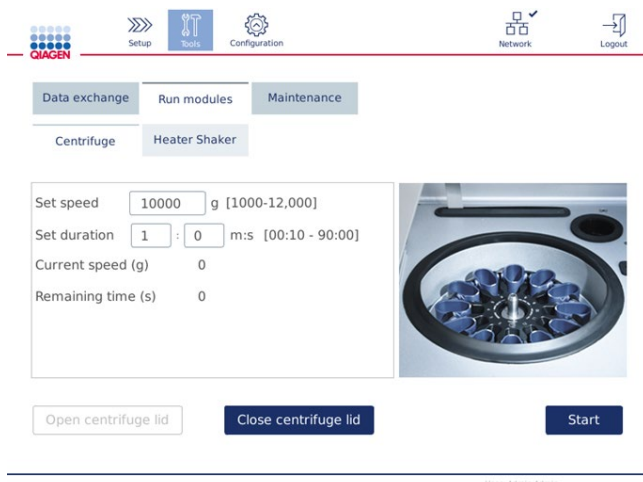 QIAGEN
Setup
Tools
Configuration
Network
Logout
Data exchange
Run modules
Maintenance
Centrifuge
Heater Shaker
Set speed 10000 g [1000-12,000]
Set duration 1 : 0 m:s [00:10 - 90:00]
Current speed (g) 0
Remaining time (s) 0
Open centrifuge lid
Close centrifuge lid
Start